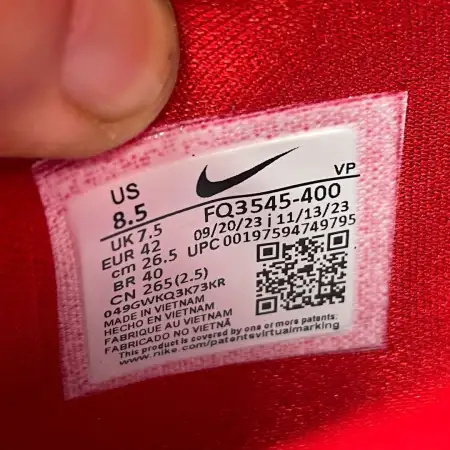 VP
US
8.5
FQ3545-400
UK 7.5
09/20/23 | 11/13/23
EUR 42
UPC 00197594749795
cm 26.5
BR 40
CN 265(2.5)
049GWKQ3K73KR
MADE IN VIETNAM
HECHO EN VIETNAM
FABRIQUE AU VIETNAM
FABRICADO NO VIETNÃ
This product is covered by one or more patents:
www.nike.com/patentsvirtualmarking